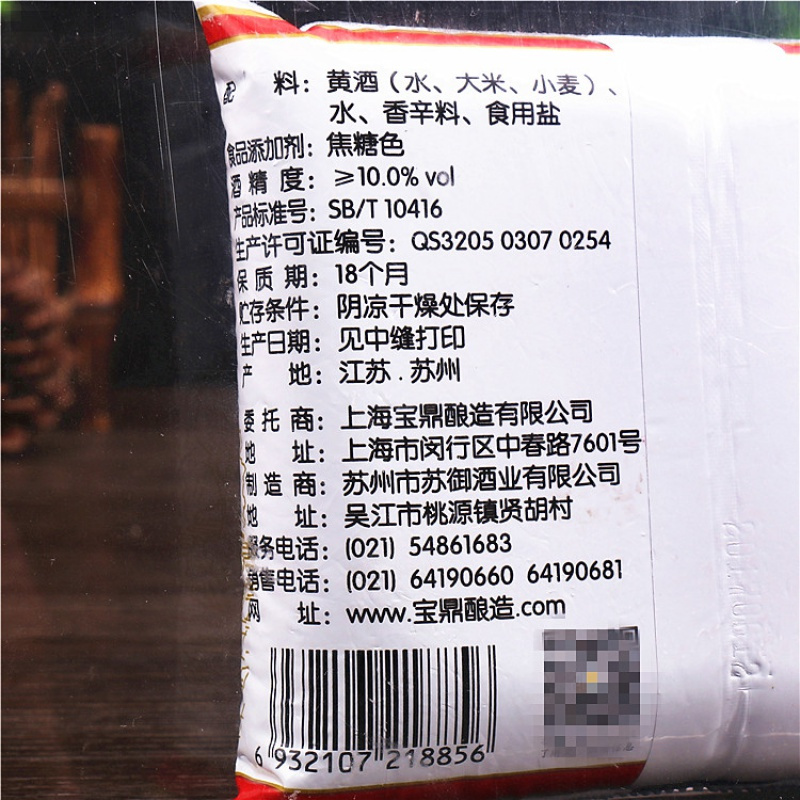 配 料：黄酒（水、大米、小麦）、
水、香辛料、食用盐
食品添加剂：焦糖色
酒 精 度：≥10.0% vol
产品标准号：SB/T 10416
生产许可证编号：QS3205 0307 0254
保 质 期：18个月
贮存条件：阴凉干燥处保存
生产日期：见中缝打印
产 地：江苏.苏州
委 托 商：上海宝鼎酿造有限公司
地 址：上海市闵行区中春路7601号
制 造 商：苏州市苏御酒业有限公司
地 址：吴江市桃源镇贤胡村
服务电话：(021) 54861683
销售电话：(021) 64190660 64190681
网 址：www.宝鼎酿造.com
6 932107 218856